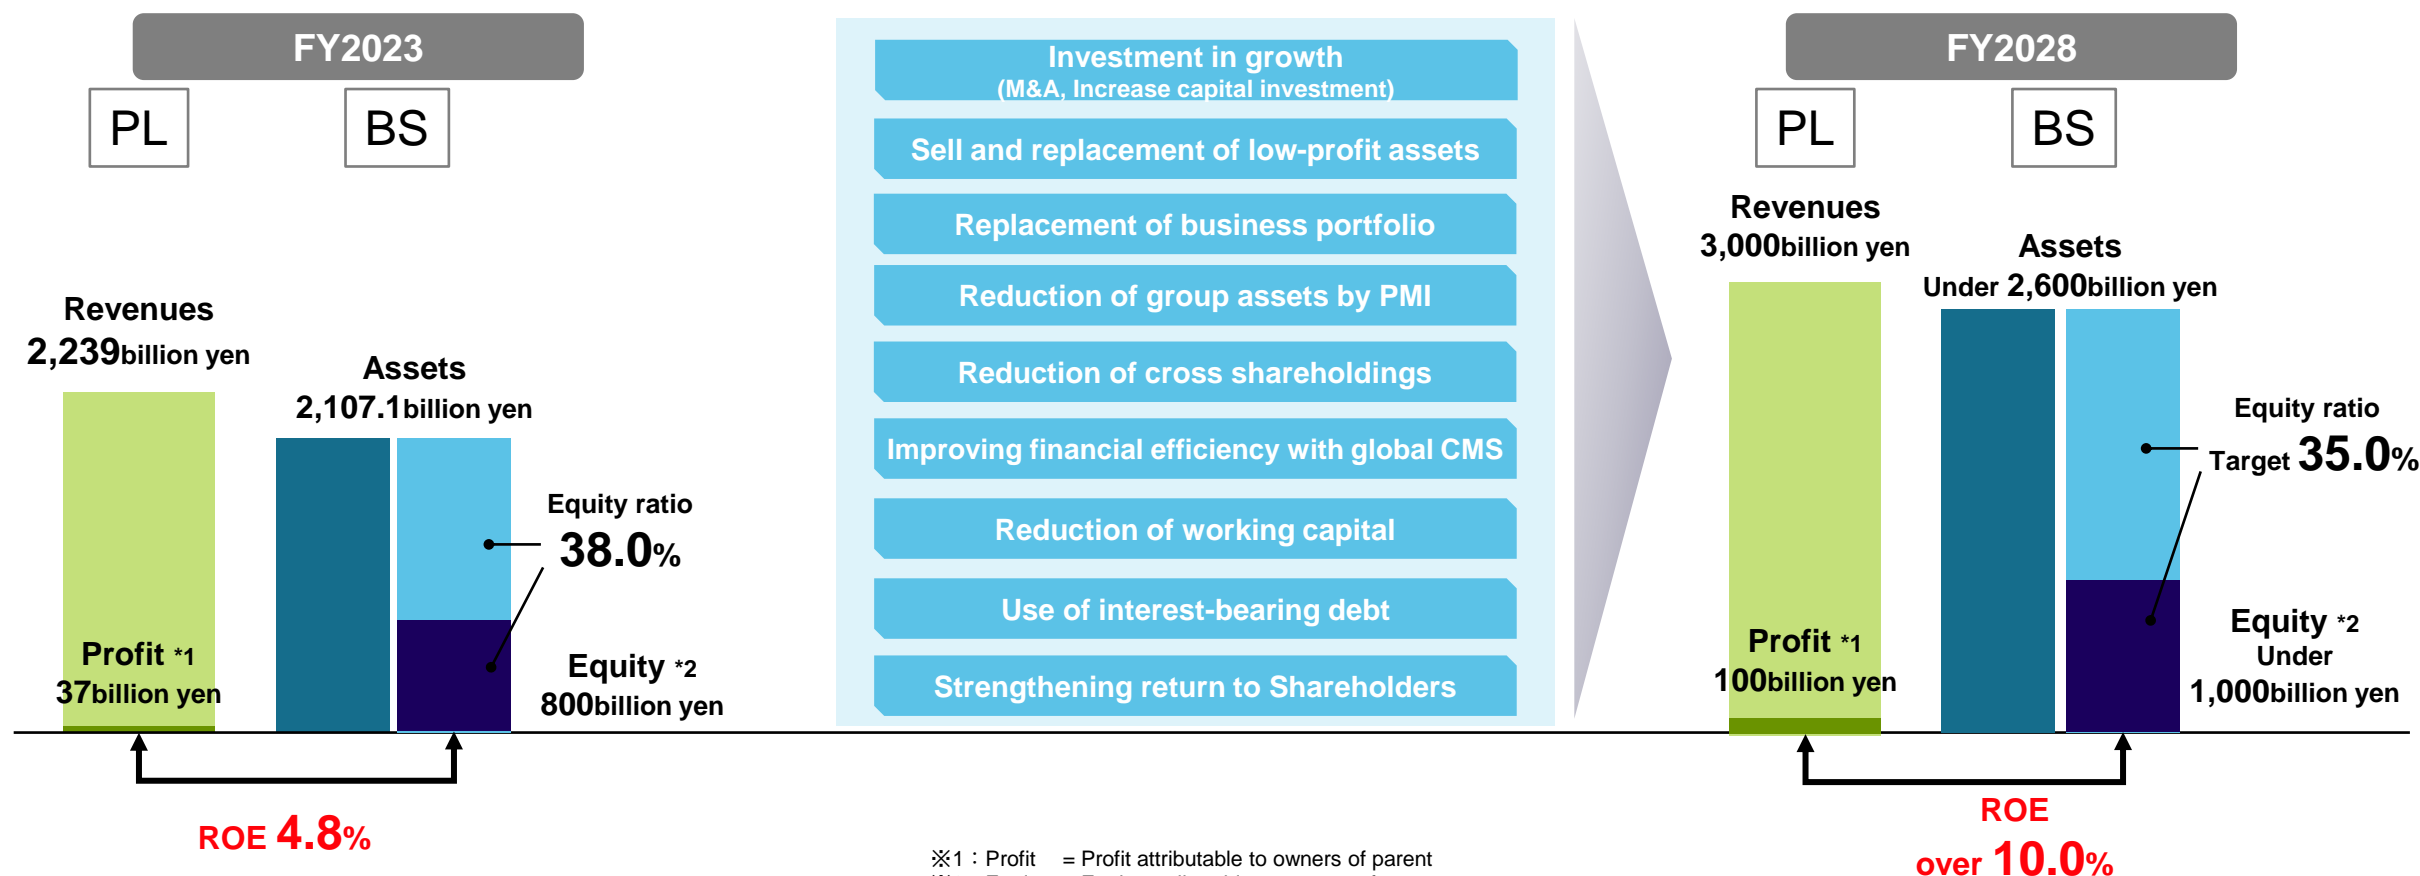 FY2023
PL
BS
Revenues
2,239billion yen
Assets
2,107.1billion yen
Equity ratio
38.0%
Profit *1
37billion yen
Equity *2
800billion yen
ROE 4.8%
Investment in growth
(M&A, Increase capital investment)
Sell and replacement of low-profit assets
Replacement of business portfolio
Reduction of group assets by PMI
Reduction of cross shareholdings
Improving financial efficiency with global CMS
Reduction of working capital
Use of interest-bearing debt
Strengthening return to Shareholders
FY2028
PL
BS
Revenues
3,000billion yen
Assets
Under 2,600billion yen
Equity ratio
Target 35.0%
Profit *1
100billion yen
Equity *2
Under
1,000billion yen
ROE
over 10.0%
※1：Profit = Profit attributable to owners of parent